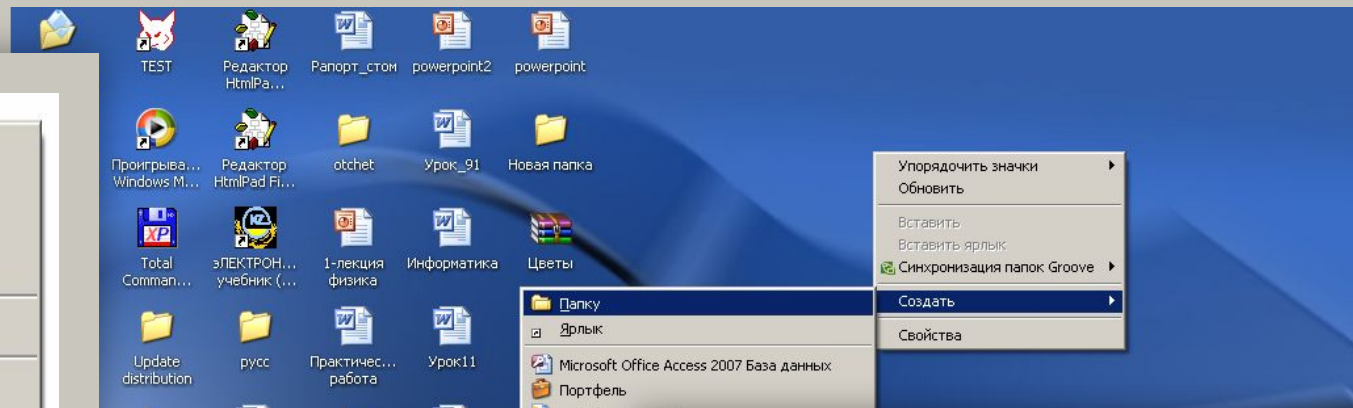 TEST
Редактор
HtmlPa...
Рапорт_стом
powerpoint2
powerpoint
Проигрыва...
Windows M...
Редактор
HtmlPad Fi...
otchet
Урок_91
Новая папка
Total
Comman...
эЛЕКТРОН...
учебник (...
1-лекция
физика
Информатика
Цветы
Update
distribution
русс
Практичес...
работа
Урок11
Упорядочить значки
Обновить
Вставить
Вставить ярлык
Синхронизация папок Groove
Создать
Свойства
Папку
Ярлык
Microsoft Office Access 2007 База данных
Портфель